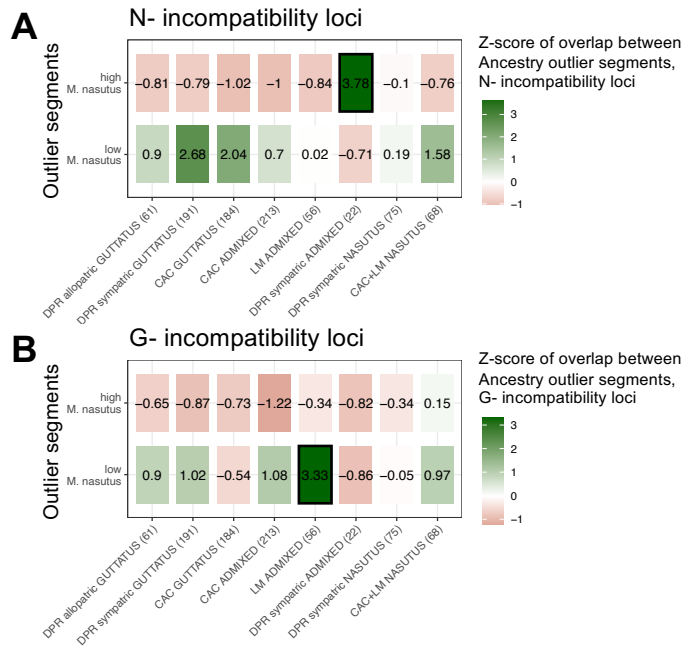 A
N- incompatibility loci
Outlier segments
high
M. nasutus
−0.81 −0.79 −1.02 −1 −0.84 3.78 −0.1 −0.76
low
M. nasutus
0.9 2.68 2.04 0.7 0.02 −0.71 0.19 1.58
DPR allopatric GUTTATUS (61)
DPR sympatric GUTTATUS (191)
CAC GUTTATUS (184)
CAC ADMIXED (213)
LM ADMIXED (56)
DPR sympatric ADMIXED (22)
DPR sympatric NASUTUS (75)
CAC+LM NASUTUS (68)
Z-score of overlap between
Ancestry outlier segments,
N- incompatibility loci
3
2
1
0
−1
B
G- incompatibility loci
Outlier segments
high
M. nasutus
−0.65 −0.87 −0.73 −1.22 −0.34 −0.82 −0.34 0.15
low
M. nasutus
0.9 1.02 −0.54 1.08 3.33 −0.86 −0.05 0.97
DPR allopatric GUTTATUS (61)
DPR sympatric GUTTATUS (191)
CAC GUTTATUS (184)
CAC ADMIXED (213)
LM ADMIXED (56)
DPR sympatric ADMIXED (22)
DPR sympatric NASUTUS (75)
CAC+LM NASUTUS (68)
Z-score of overlap between
Ancestry outlier segments,
G- incompatibility loci
3
2
1
0
−1